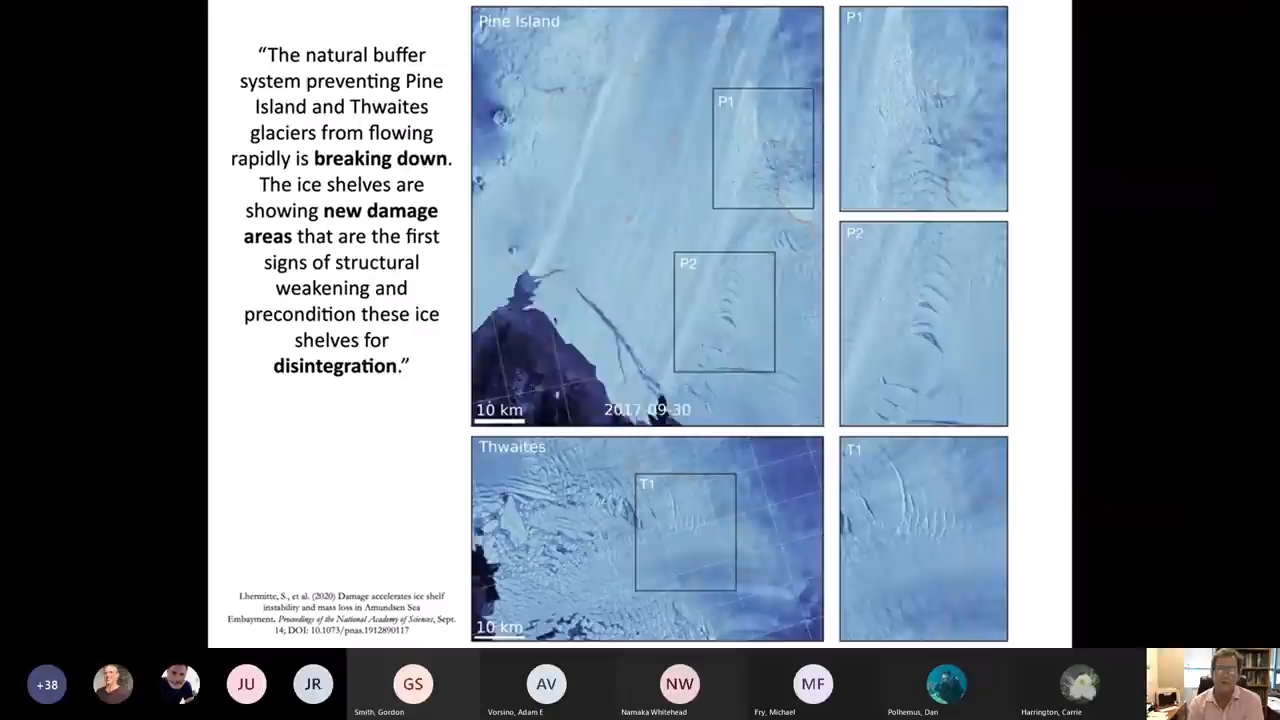 “The natural buffer
system preventing Pine
Island and Thwaites
glaciers from flowing
rapidly is breaking down.
The ice shelves are
showing new damage
areas that are the first
signs of structural
weakening and
precondition these ice
shelves for
disintegration.”
Lhermitte, S., et al. (2020) Damage accelerates ice shelf
instability and mass loss in Amundsen Sea
Embayment. Proceedings of the National Academy of Sciences, Sept.
14; DOI: 10.1073/pnas.1912890117
Pine Island
P1
P2
10 km
2017-09-30
P1
P2
Thwaites
T1
10 km
T1
+38
JU
JR
GS
Smith, Gordon
AV
Vorsino, Adam E
NW
Namaka Whitehead
MF
Fry, Michael
Polhemus, Dan
Harrington, Carrie